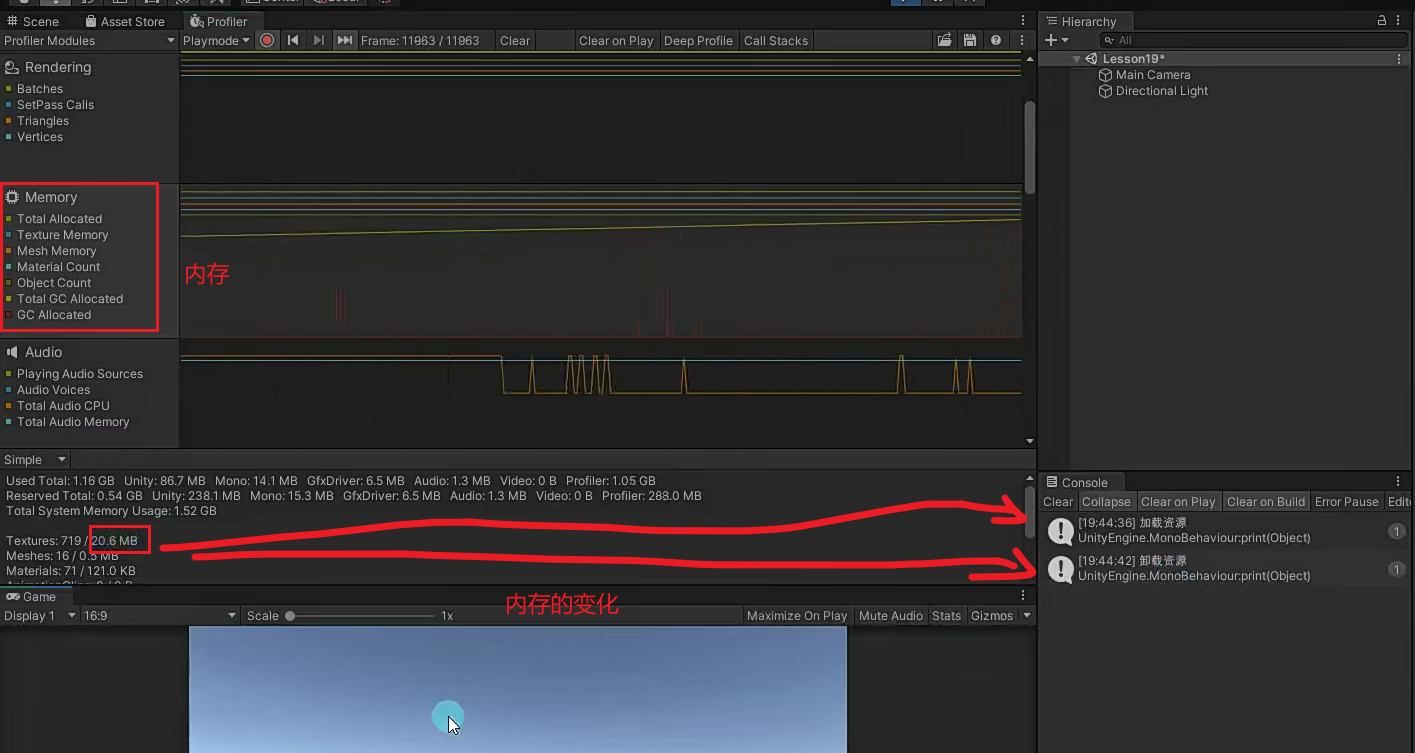 Scene Asset Store Profiler
Profiler Modules Playmode Frame: 11963 / 11963 Clear Clear on Play Deep Profile Call Stacks
Rendering
Batches
SetPass Calls
Triangles
Vertices
Memory
Total Allocated
Texture Memory
Mesh Memory
Material Count
Object Count
Total GC Allocated
GC Allocated
内存
Audio
Playing Audio Sources
Audio Voices
Total Audio CPU
Total Audio Memory
Simple
Used Total: 1.16 GB Unity: 86.7 MB Mono: 14.1 MB GfxDriver: 6.5 MB Audio: 1.3 MB Video: 0 B Profiler: 1.05 GB
Reserved Total: 0.54 GB Unity: 238.1 MB Mono: 15.3 MB GfxDriver: 6.5 MB Audio: 1.3 MB Video: 0 B Profiler: 288.0 MB
Total System Memory Usage: 1.52 GB
Textures: 719 / 20.6 MB
Meshes: 16 / 0.5 MB
Materials: 71 / 121.0 KB
Game
内存的变化
Display 1 16:9 Scale 1x Maximize On Play Mute Audio Stats Gizmos
Hierarchy
All
Lesson19*
Main Camera
Directional Light
Console
Clear Collapse Clear on Play Clear on Build Error Pause
[19:44:36] 加载资源
UnityEngine.MonoBehaviour:print(Object) 1
[19:44:42] 卸载资源
UnityEngine.MonoBehaviour:print(Object) 1